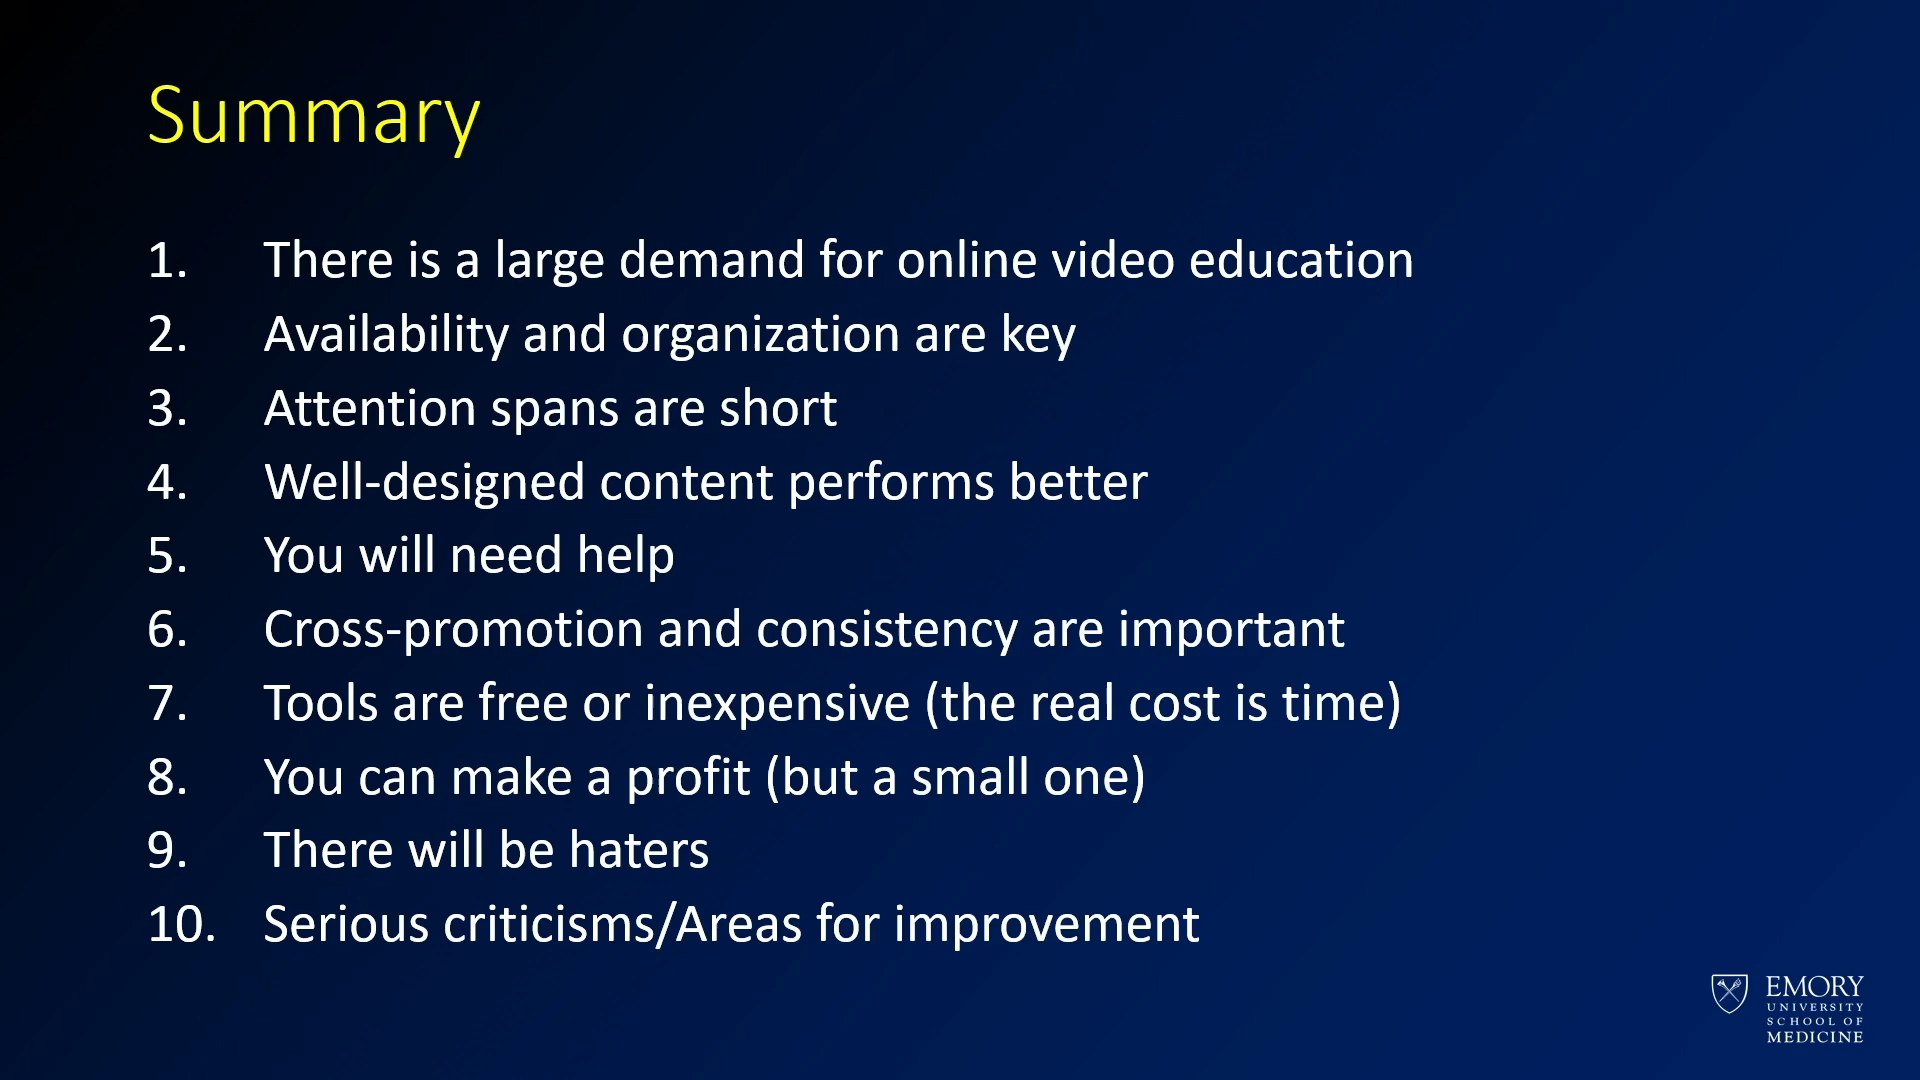 Summary
1. There is a large demand for online video education
2. Availability and organization are key
3. Attention spans are short
4. Well-designed content performs better
5. You will need help
6. Cross-promotion and consistency are important
7. Tools are free or inexpensive (the real cost is time)
8. You can make a profit (but a small one)
9. There will be haters
10. Serious criticisms/Areas for improvement
EMORY
UNIVERSITY
SCHOOL OF
MEDICINE